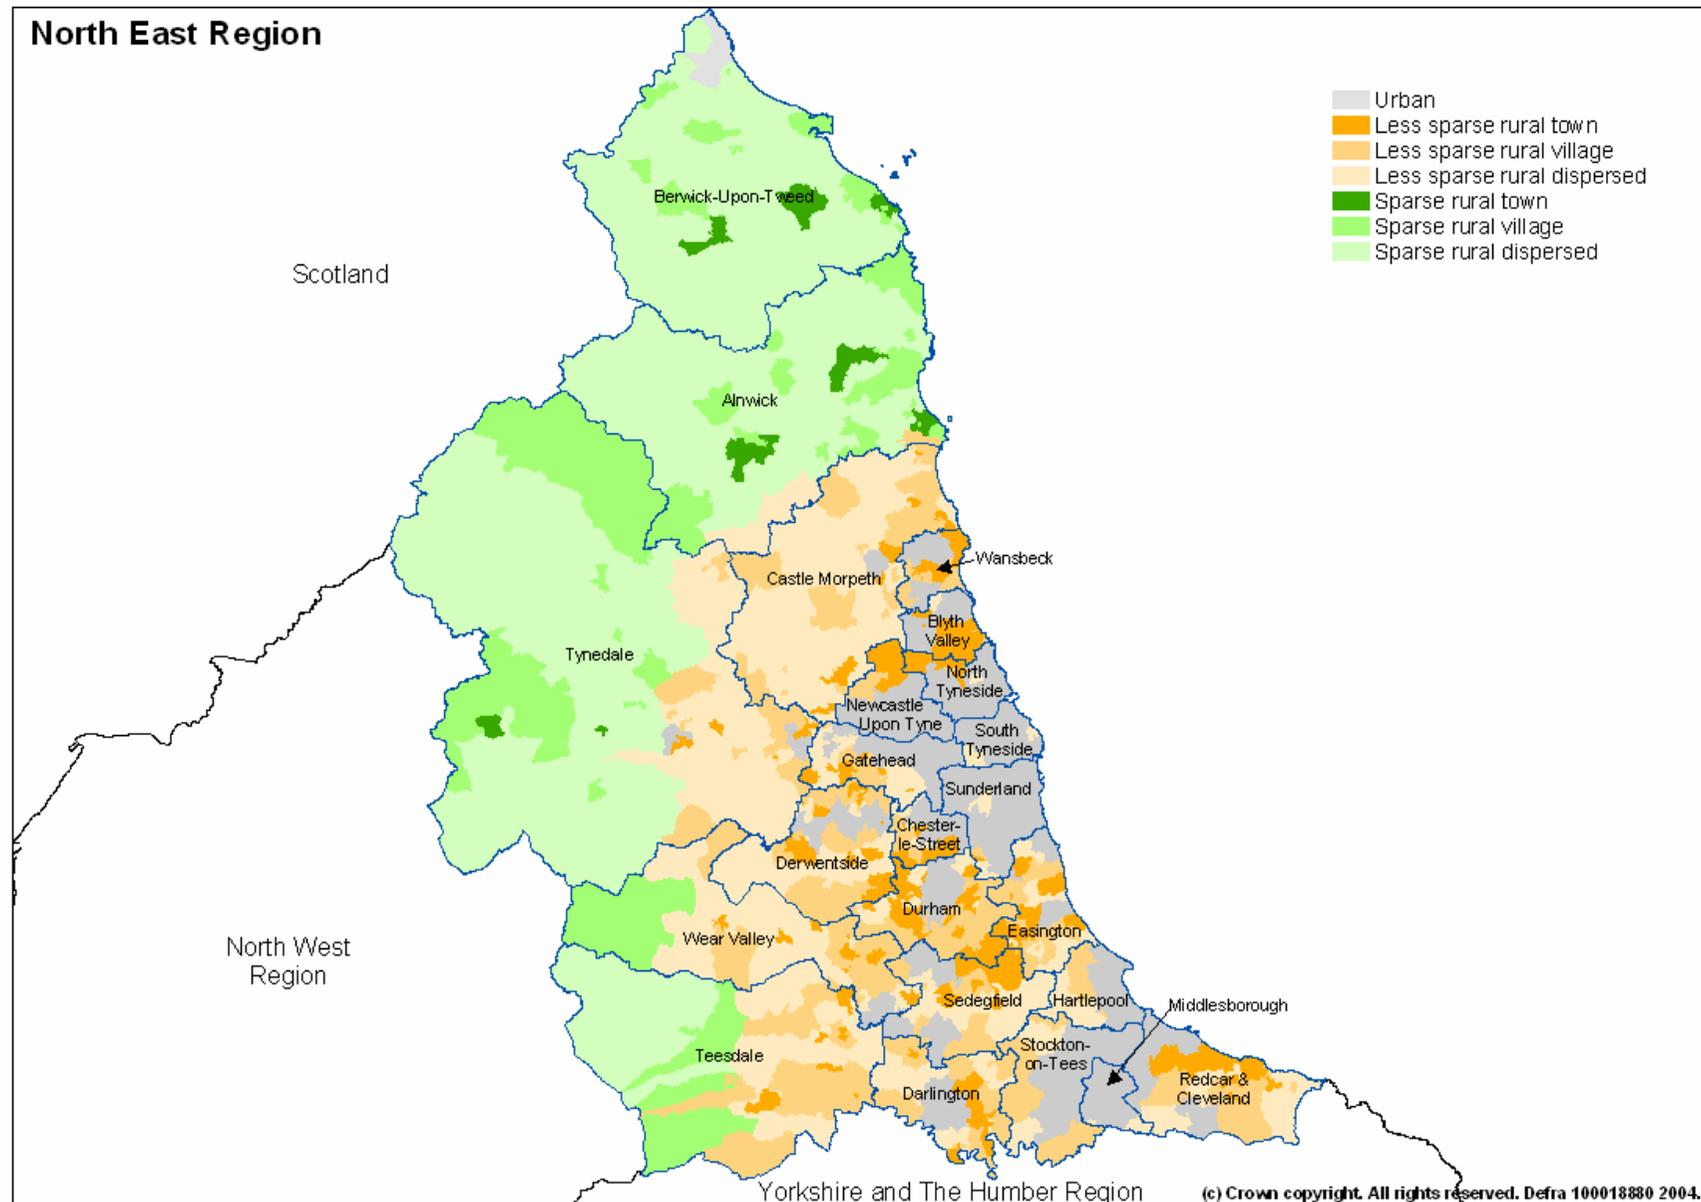 North East Region
Urban
Less sparse rural town
Less sparse rural village
Less sparse rural dispersed
Sparse rural town
Sparse rural village
Sparse rural dispersed
Berwick-Upon-Tweed
Scotland
Alnwick
Wansbeck
Castle Morpeth
Blyth
Valley
Tynedale
North
Tyneside
Newcastle
Upon Tyne
South
Tyneside
Gatehead
Sunderland
Chester-
le-Street
Derwentside
Durham
Easington
Wear Valley
North West
Region
Sedegfield
Hartlepool
Middlesborough
Stockton-
on-Tees
Teesdale
Redcar &
Cleveland
Darlington
Yorkshire and The Humber Region
(c) Crown copyright. All rights reserved. Defra 100018880 2004.